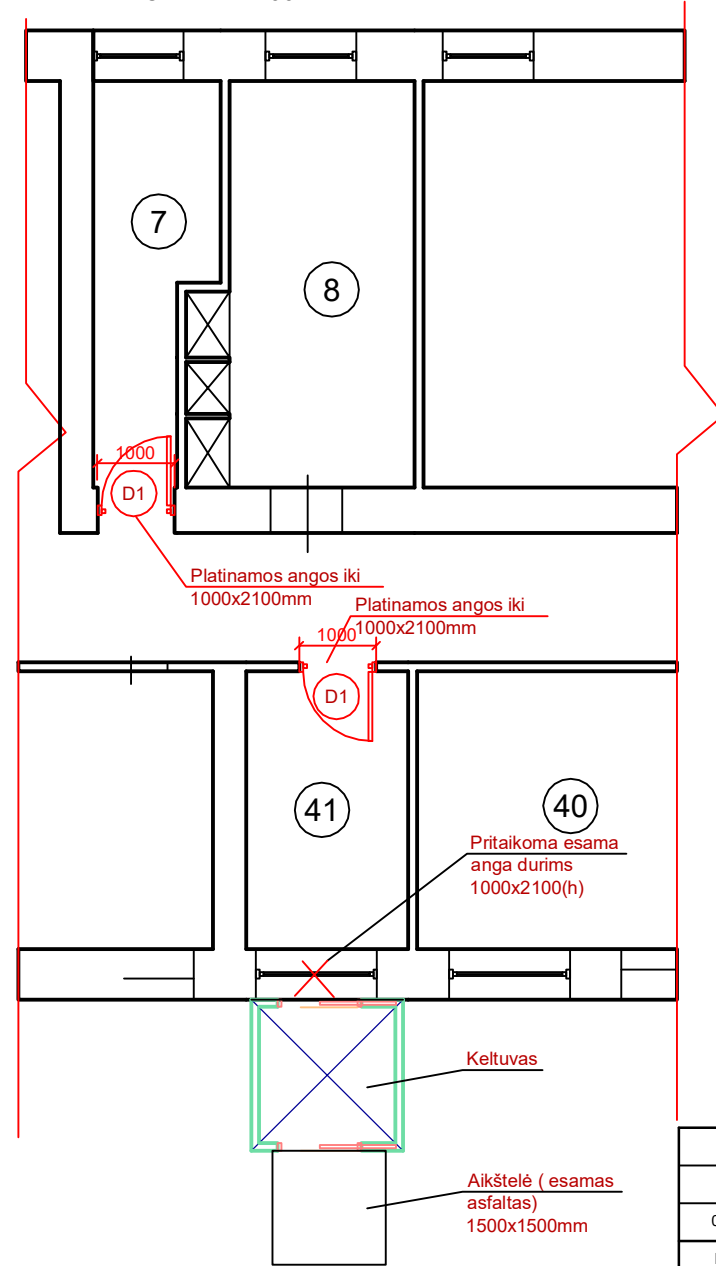 7
8
1000
D1
Platinamos angos iki
1000x2100mm
Platinamos angos iki
1000x2100mm
1000
D1
41
40
Pritaikoma esama
anga durims
1000x2100(h)
Keltuvas
Aikštelė ( esamas
asfaltas)
1500x1500mm